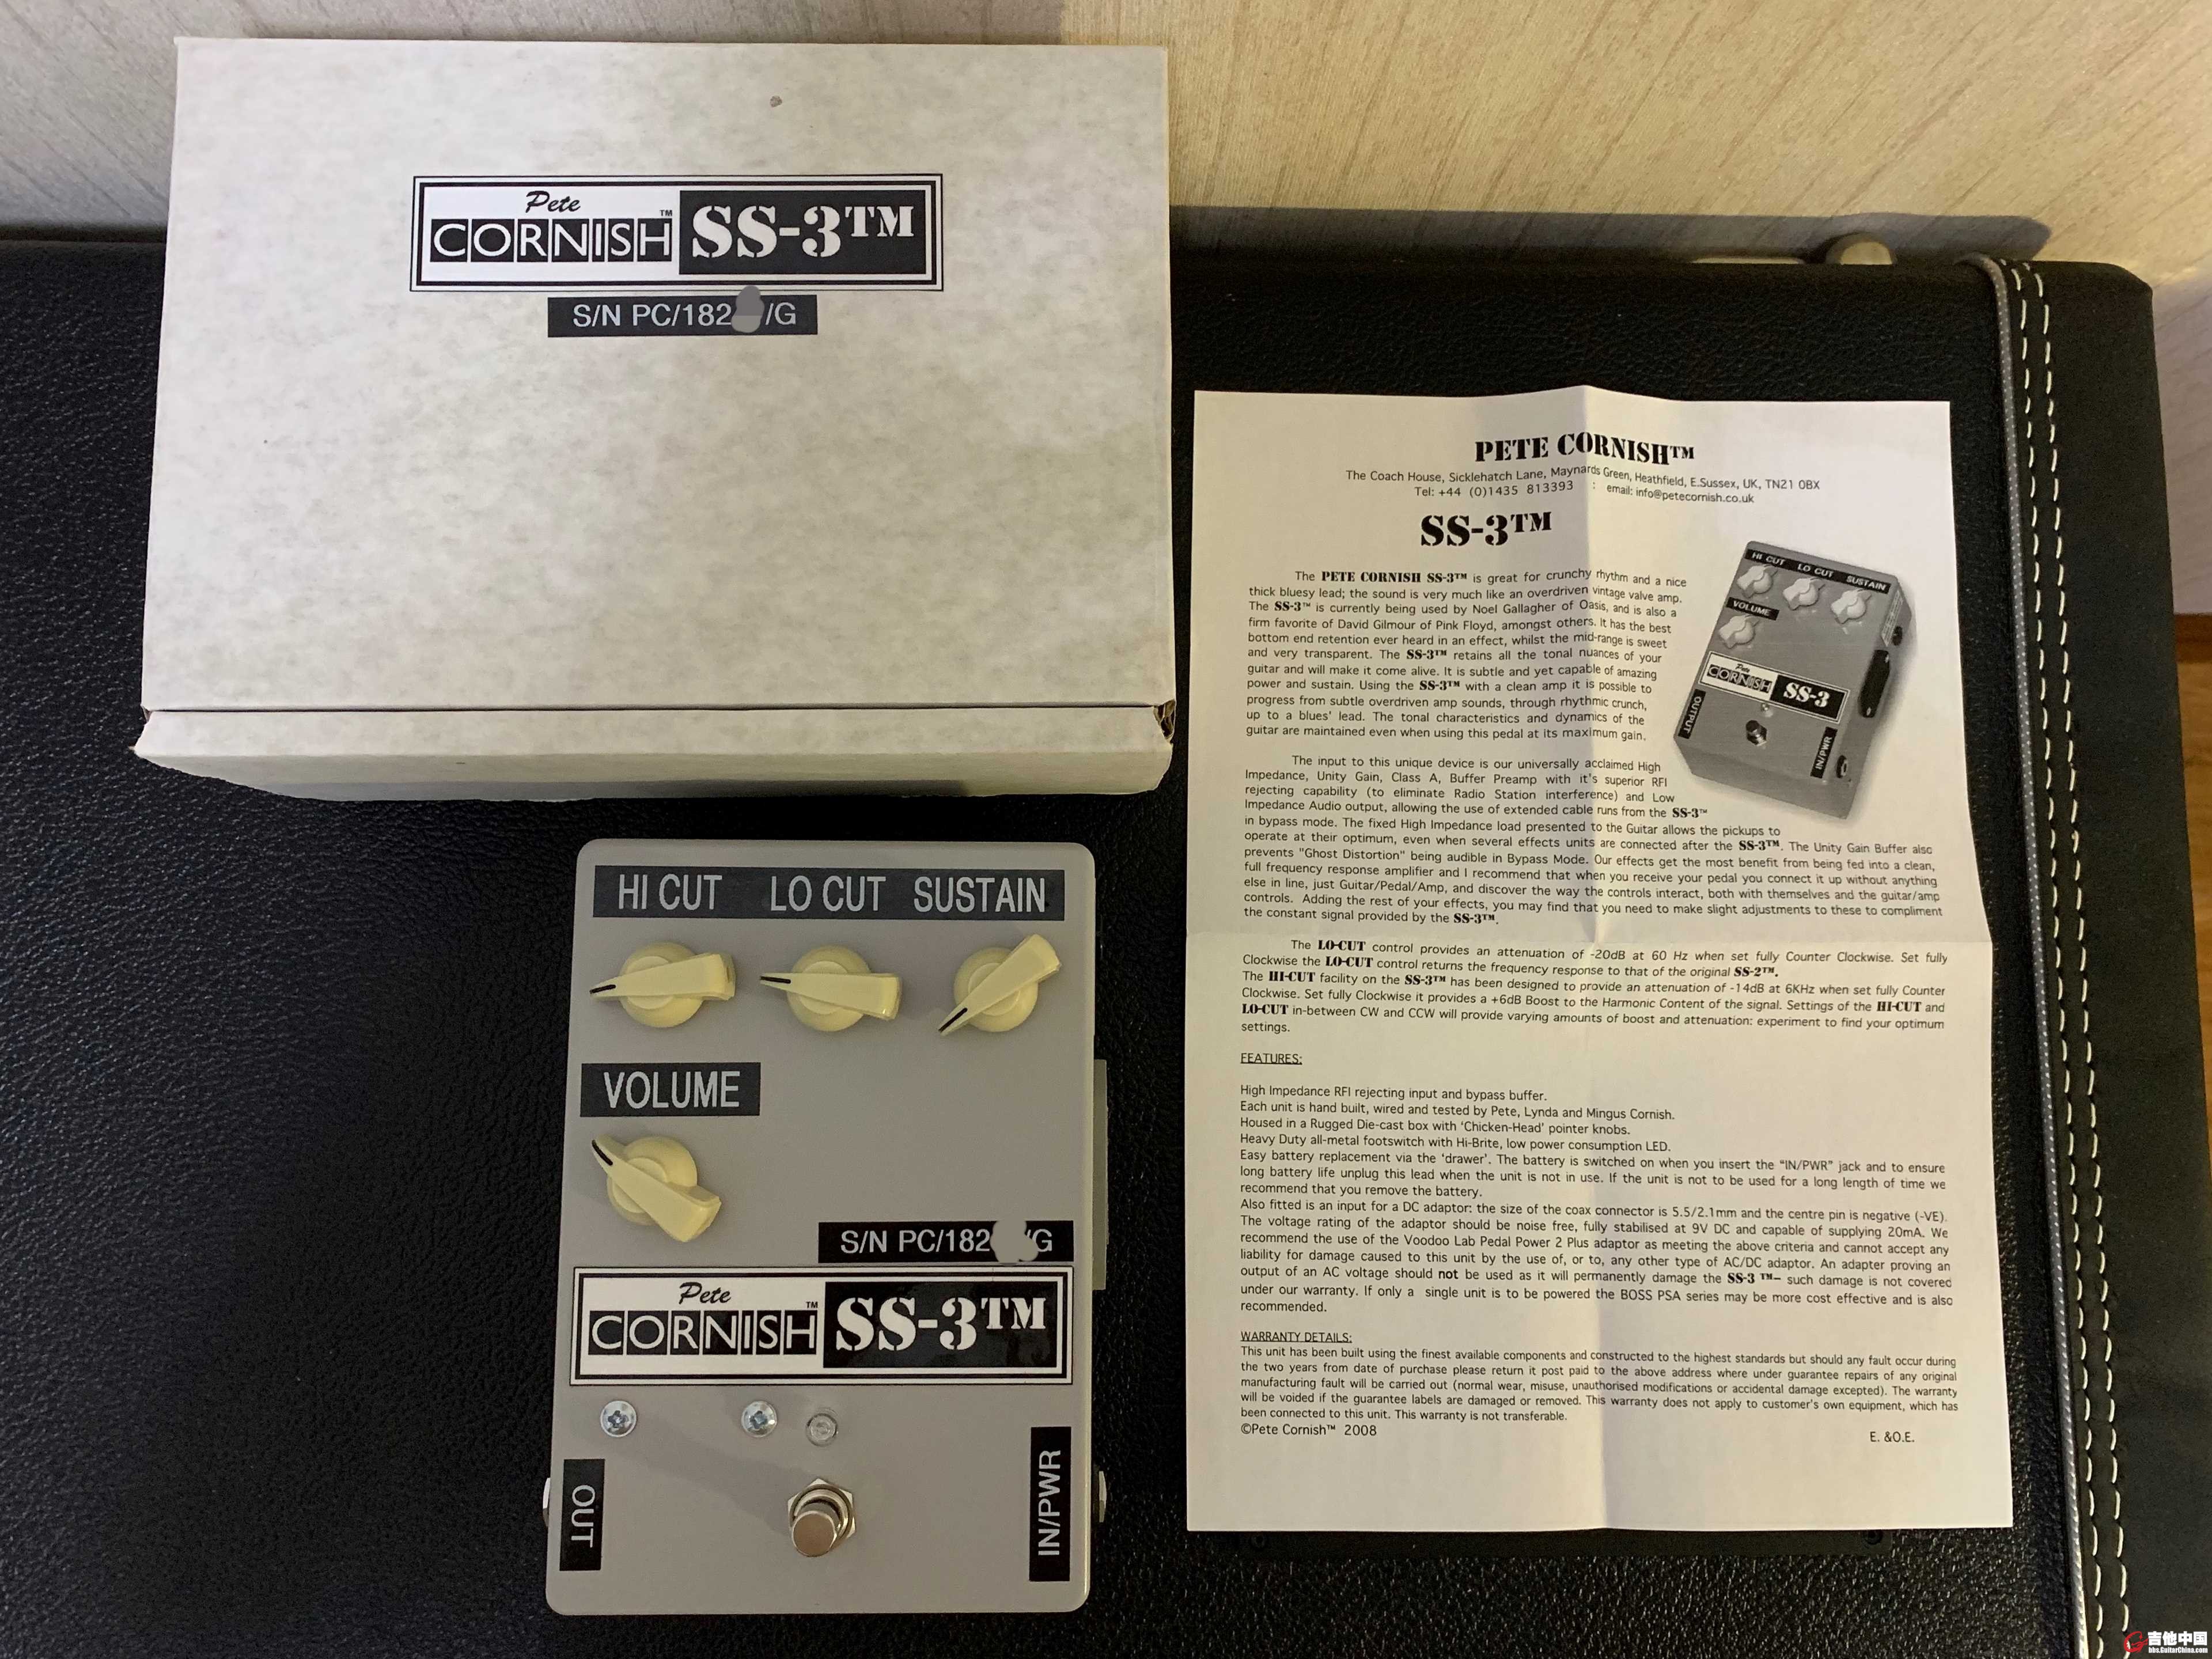 Pete
CORNISH™ SS-3™
S/N PC/182 /G
PETE CORNISH™
The Coach House, Sicklehatch Lane, Maynards Green, Heathfield, E.Sussex, UK, TN21 0BX
Tel: +44 (0)1435 813393 : email: info@petecornish.co.uk
SS-3™
The PETE CORNISH SS-3™ is great for crunchy rhythm and a nice
thick bluesy lead; the sound is very much like an overdriven vintage valve amp.
The SS-3™ is currently being used by Noel Gallagher of Oasis, and is also a
firm favorite of David Gilmour of Pink Floyd, amongst others. It has the best
bottom end retention ever heard in an effect, whilst the mid-range is sweet
and very transparent. The SS-3™ retains all the tonal nuances of your
guitar and will make it come alive. It is subtle and yet capable of amazing
power and sustain. Using the SS-3™ with a clean amp it is possible to
progress from subtle overdriven amp sounds, through rhythmic crunch,
up to a blues' lead. The tonal characteristics and dynamics of the
guitar are maintained even when using this pedal at its maximum gain.
HI CUT LO CUT SUSTAIN
VOLUME
Pete
CORNISH SS-3
OUTPUT
IN/PWR
The input to this unique device is our universally acclaimed High
Impedance, Unity Gain, Class A, Buffer Preamp with it's superior RFI
rejecting capability (to eliminate Radio Station interference) and Low
Impedance Audio output, allowing the use of extended cable runs from the SS-3™
in bypass mode. The fixed High Impedance load presented to the Guitar allows the pickups to
operate at their optimum, even when several effects units are connected after the SS-3™. The Unity Gain Buffer also
prevents "Ghost Distortion" being audible in Bypass Mode. Our effects get the most benefit from being fed into a clean,
full frequency response amplifier and I recommend that when you receive your pedal you connect it up without anything
else in line, just Guitar/Pedal/Amp, and discover the way the controls interact, both with themselves and the guitar/amp
controls. Adding the rest of your effects, you may find that you need to make slight adjustments to these to compliment
the constant signal provided by the SS-3™.
The LO-CUT control provides an attenuation of -20dB at 60 Hz when set fully Counter Clockwise. Set fully
Clockwise the LO-CUT control returns the frequency response to that of the original SS-2™.
The HI-CUT facility on the SS-3™ has been designed to provide an attenuation of -14dB at 6KHz when set fully Counter
Clockwise. Set fully Clockwise it provides a +6dB Boost to the Harmonic Content of the signal. Settings of the HI-CUT and
LO-CUT in-between CW and CCW will provide varying amounts of boost and attenuation: experiment to find your optimum
settings.
FEATURES:
High Impedance RFI rejecting input and bypass buffer.
Each unit is hand built, wired and tested by Pete, Lynda and Mingus Cornish.
Housed in a Rugged Die-cast box with 'Chicken-Head' pointer knobs.
Heavy Duty all-metal footswitch with Hi-Brite, low power consumption LED.
Easy battery replacement via the 'drawer'. The battery is switched on when you insert the "IN/PWR" jack and to ensure
long battery life unplug this lead when the unit is not in use. If the unit is not to be used for a long length of time we
recommend that you remove the battery.
Also fitted is an input for a DC adaptor: the size of the coax connector is 5.5/2.1mm and the centre pin is negative (-VE).
The voltage rating of the adaptor should be noise free, fully stabilised at 9V DC and capable of supplying 20mA. We
recommend the use of the Voodoo Lab Pedal Power 2 Plus adaptor as meeting the above criteria and cannot accept any
liability for damage caused to this unit by the use of, or to, any other type of AC/DC adaptor. An adapter proving an
output of an AC voltage should not be used as it will permanently damage the SS-3 ™– such damage is not covered
under our warranty. If only a single unit is to be powered the BOSS PSA series may be more cost effective and is also
recommended.
WARRANTY DETAILS:
This unit has been built using the finest available components and constructed to the highest standards but should any fault occur during
the two years from date of purchase please return it post paid to the above address where under guarantee repairs of any original
manufacturing fault will be carried out (normal wear, misuse, unauthorised modifications or accidental damage excepted). The warranty
will be voided if the guarantee labels are damaged or removed. This warranty does not apply to customer's own equipment, which has
been connected to this unit. This warranty is not transferable.
©Pete Cornish™ 2008
E. &O.E.
HI CUT LO CUT SUSTAIN
VOLUME
S/N PC/182 /G
Pete
CORNISH™ SS-3™
OUT
IN/PWR
吉他中国
bbs.GuitarChina.com